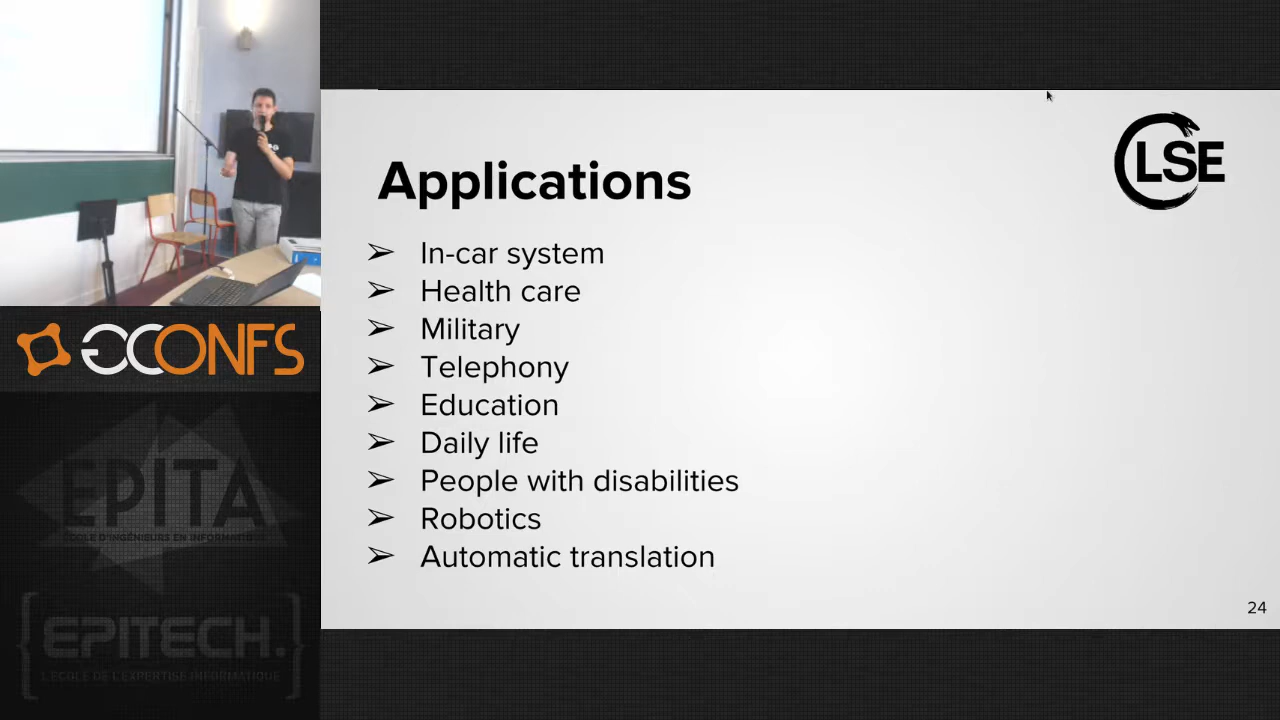 Applications
LSE
➢ In-car system
➢ Health care
➢ Military
➢ Telephony
➢ Education
➢ Daily life
➢ People with disabilities
➢ Robotics
➢ Automatic translation
24
GCONFS
EPITA
ÉCOLE D'INGÉNIEURS EN INFORMATIQUE
{EPITECH.}
L'ÉCOLE DE L'EXPERTISE INFORMATIQUE